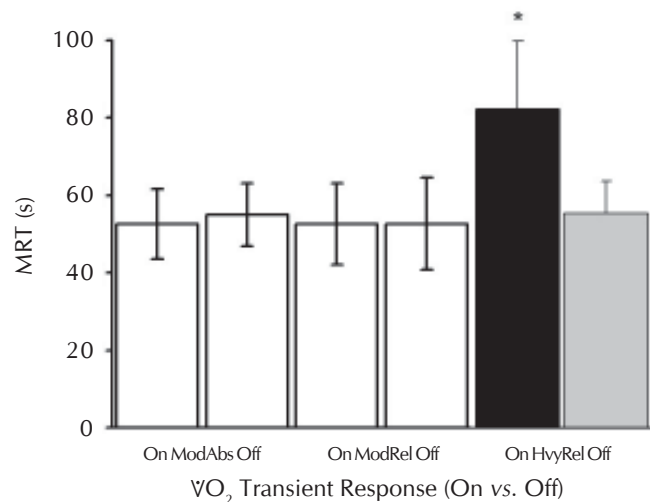 *
100
80
60
40
20
0
MRT (s)
On ModAbs Off
On ModRel Off
On HvyRel Off
V̇O₂ Transient Response (On vs. Off)